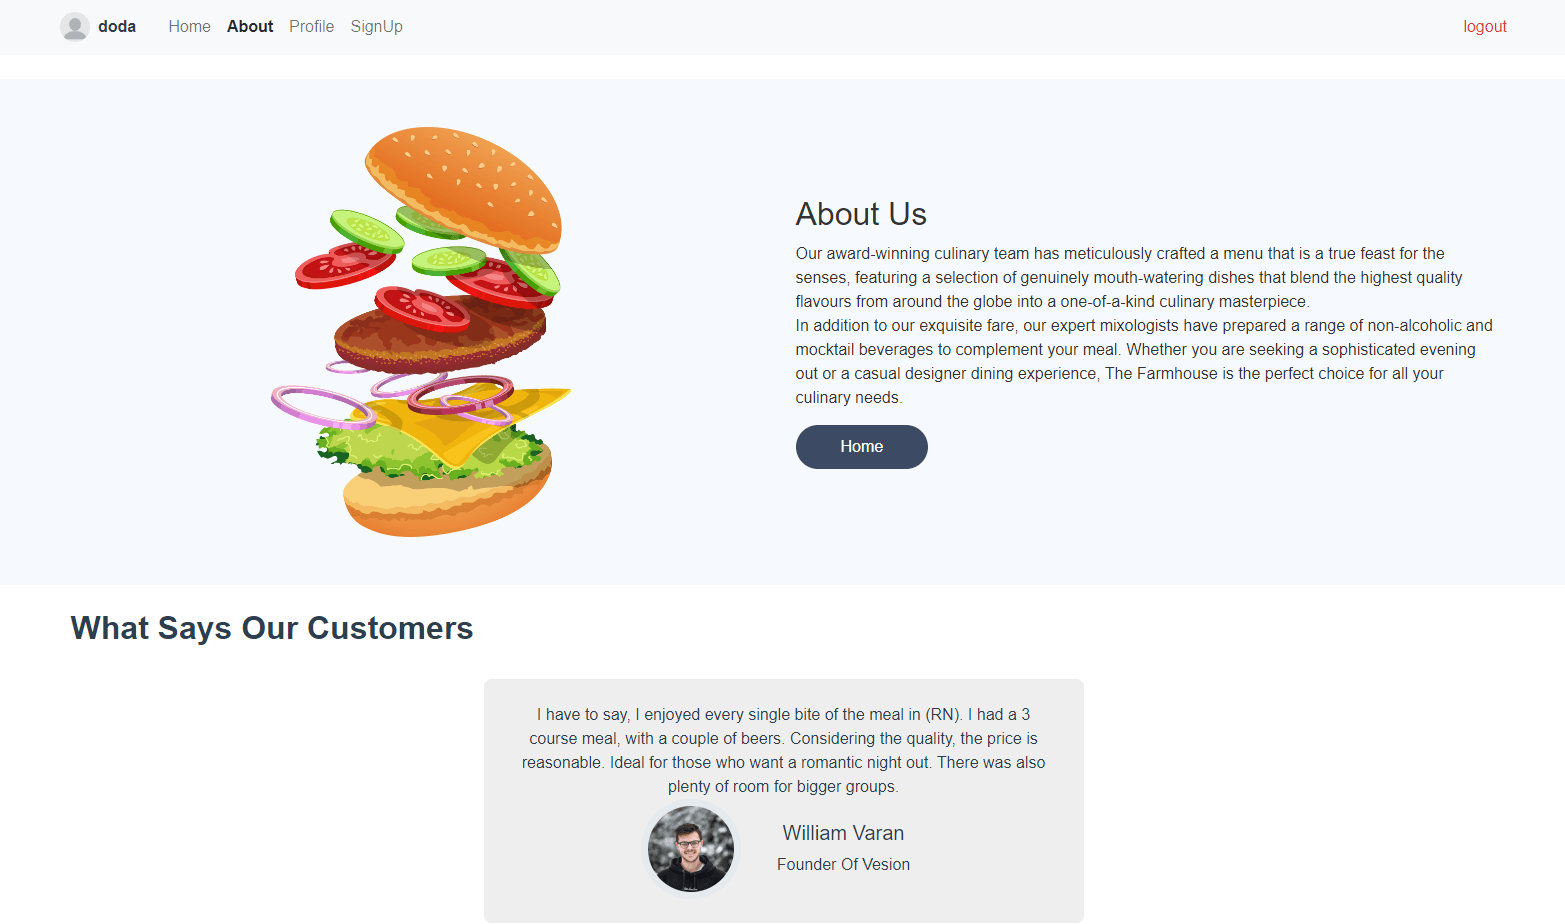 doda Home About Profile SignUp logout
About Us
Our award-winning culinary team has meticulously crafted a menu that is a true feast for the
senses, featuring a selection of genuinely mouth-watering dishes that blend the highest quality
flavours from around the globe into a one-of-a-kind culinary masterpiece.
In addition to our exquisite fare, our expert mixologists have prepared a range of non-alcoholic and
mocktail beverages to complement your meal. Whether you are seeking a sophisticated evening
out or a casual designer dining experience, The Farmhouse is the perfect choice for all your
culinary needs.
Home
What Says Our Customers
I have to say, I enjoyed every single bite of the meal in (RN). I had a 3
course meal, with a couple of beers. Considering the quality, the price is
reasonable. Ideal for those who want a romantic night out. There was also
plenty of room for bigger groups.
William Varan
Founder Of Vesion